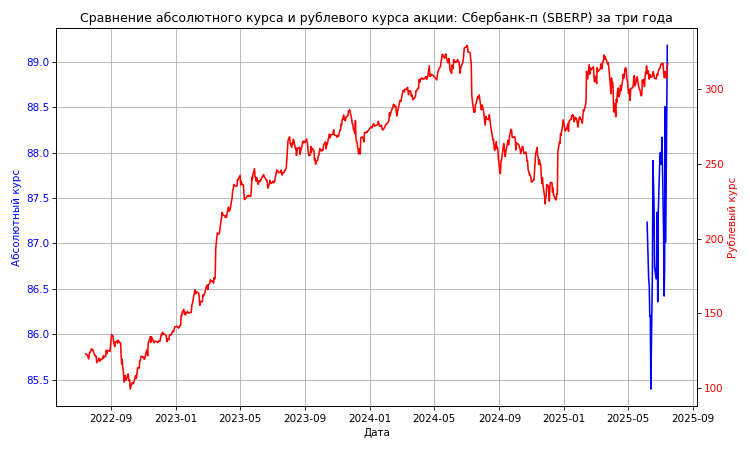 Сравнение абсолютного курса и рублевого курса акции: Сбербанк-п (SBERP) за три года
89.0
88.5
88.0
87.5
87.0
86.5
86.0
85.5
Абсолютный курс
300
250
200
150
100
Рублевый курс
2022-09 2023-01 2023-05 2023-09 2024-01 2024-05 2024-09 2025-01 2025-05 2025-09
Дата